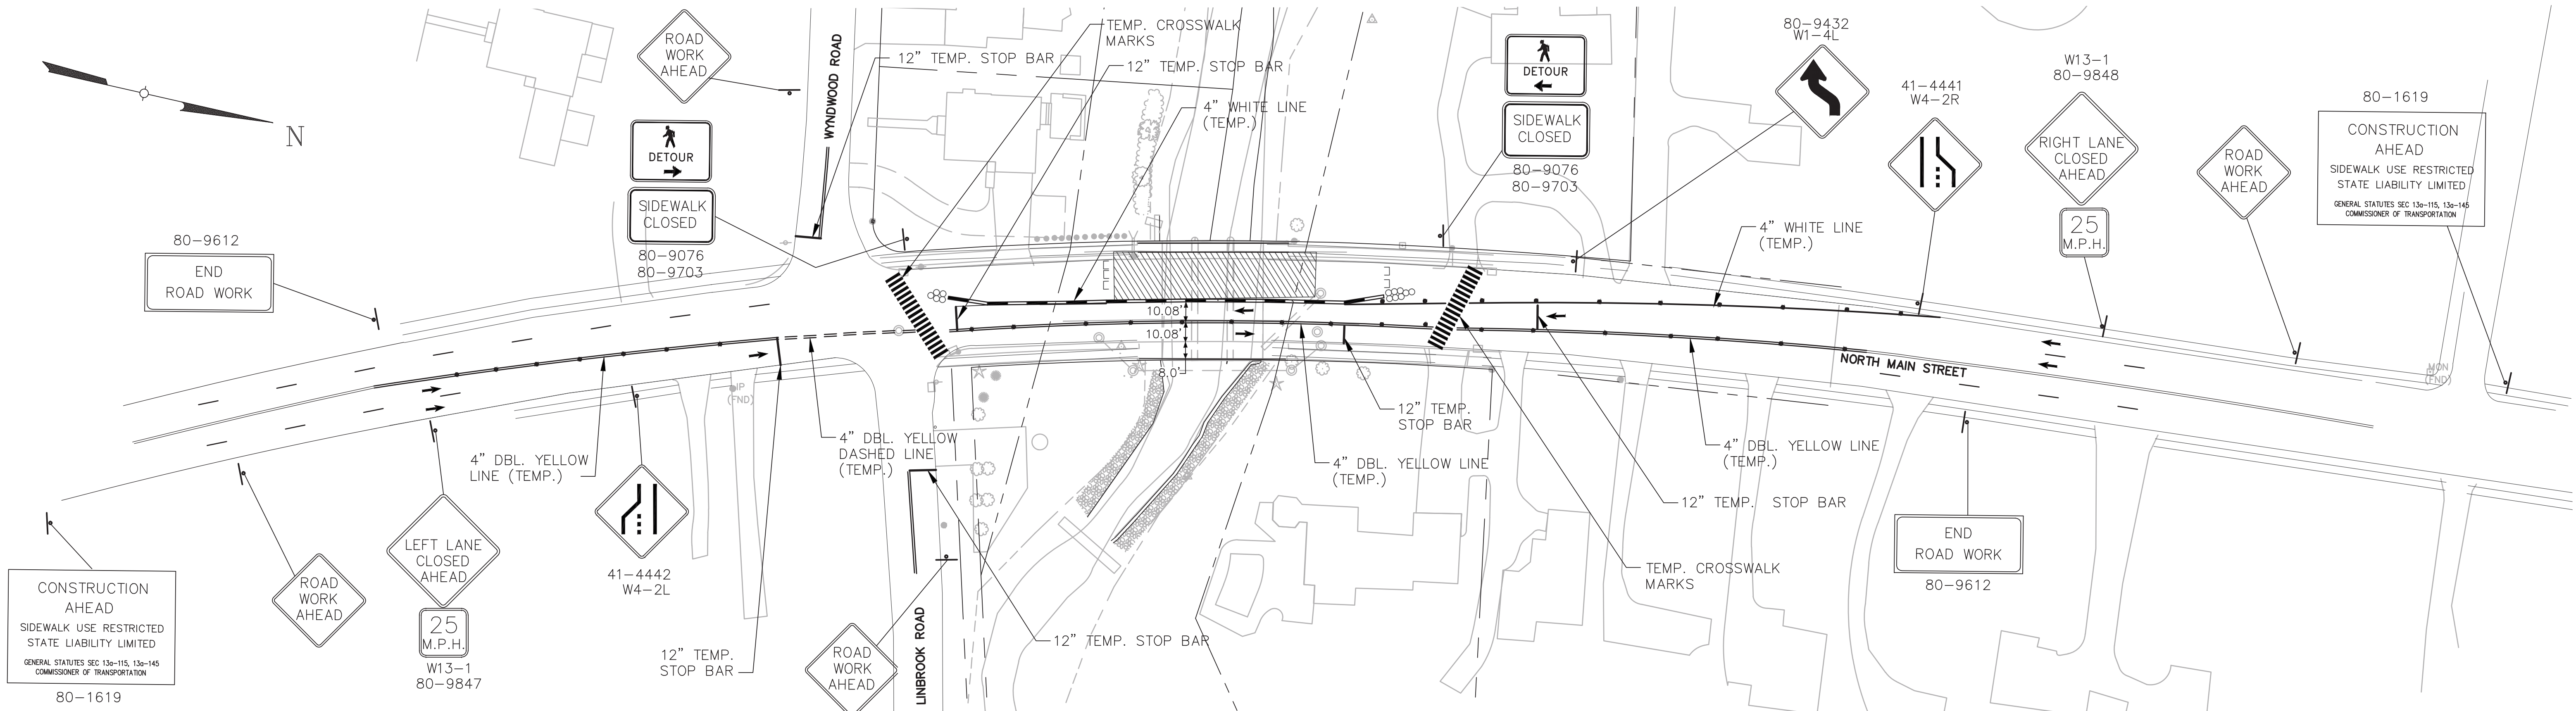 N
80-9612
END
ROAD WORK
ROAD
WORK
AHEAD
DETOUR
SIDEWALK
CLOSED
80-9076
80-9703
WYNDWOOD ROAD
12" TEMP. STOP BAR
TEMP. CROSSWALK
MARKS
12" TEMP. STOP BAR
4" WHITE LINE
(TEMP.)
DETOUR
SIDEWALK
CLOSED
80-9076
80-9703
80-9432
W1-4L
41-4441
W4-2R
W13-1
80-9848
RIGHT LANE
CLOSED
AHEAD
25
M.P.H.
ROAD
WORK
AHEAD
80-1619
CONSTRUCTION
AHEAD
SIDEWALK USE RESTRICTED
STATE LIABILITY LIMITED
GENERAL STATUTES SEC 13a-115, 13a-145
COMMISSIONER OF TRANSPORTATION
4" WHITE LINE
(TEMP.)
10.08'
10.08'
8.0'
NORTH MAIN STREET
MON
(FND)
IP
(FND)
12" TEMP.
STOP BAR
4" DBL. YELLOW
LINE (TEMP.)
4" DBL. YELLOW
DASHED LINE
(TEMP.)
4" DBL. YELLOW LINE
(TEMP.)
4" DBL. YELLOW LINE
(TEMP.)
12" TEMP. STOP BAR
CONSTRUCTION
AHEAD
SIDEWALK USE RESTRICTED
STATE LIABILITY LIMITED
GENERAL STATUTES SEC 13a-115, 13a-145
COMMISSIONER OF TRANSPORTATION
80-1619
ROAD
WORK
AHEAD
LEFT LANE
CLOSED
AHEAD
25
M.P.H.
W13-1
80-9847
41-4442
W4-2L
12" TEMP.
STOP BAR
ROAD
WORK
AHEAD
LINBROOK ROAD
12" TEMP. STOP BAR
TEMP. CROSSWALK
MARKS
END
ROAD WORK
80-9612